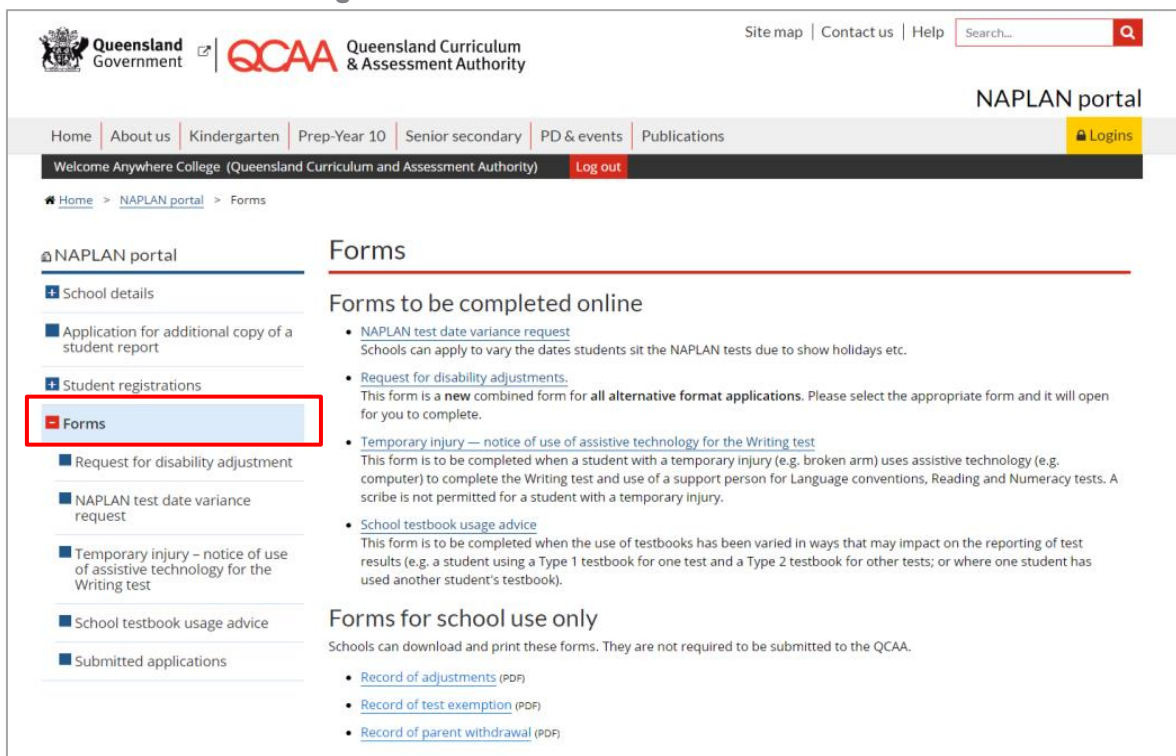 Queensland
Government
QCAA
Queensland Curriculum
& Assessment Authority
Site map | Contact us | Help
Search...
NAPLAN portal
Home | About us | Kindergarten | Prep-Year 10 | Senior secondary | PD & events | Publications
Logins
Welcome Anywhere College (Queensland Curriculum and Assessment Authority)
Log out
Home > NAPLAN portal > Forms
NAPLAN portal
School details
Application for additional copy of a
student report
Student registrations
Forms
Request for disability adjustment
NAPLAN test date variance
request
Temporary injury – notice of use
of assistive technology for the
Writing test
School testbook usage advice
Submitted applications
Forms
Forms to be completed online
• NAPLAN test date variance request
Schools can apply to vary the dates students sit the NAPLAN tests due to show holidays etc.
• Request for disability adjustments.
This form is a new combined form for all alternative format applications. Please select the appropriate form and it will open
for you to complete.
• Temporary injury — notice of use of assistive technology for the Writing test
This form is to be completed when a student with a temporary injury (e.g. broken arm) uses assistive technology (e.g.
computer) to complete the Writing test and use of a support person for Language conventions, Reading and Numeracy tests. A
scribe is not permitted for a student with a temporary injury.
• School testbook usage advice
This form is to be completed when the use of testbooks has been varied in ways that may impact on the reporting of test
results (e.g. a student using a Type 1 testbook for one test and a Type 2 testbook for other tests; or where one student has
used another student's testbook).
Forms for school use only
Schools can download and print these forms. They are not required to be submitted to the QCAA.
• Record of adjustments (PDF)
• Record of test exemption (PDF)
• Record of parent withdrawal (PDF)